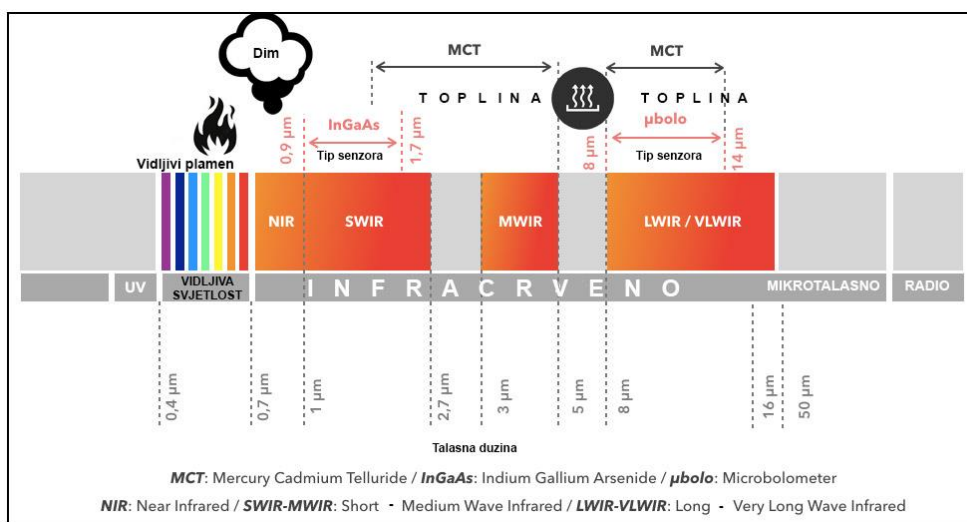 Dim
MCT
MCT
TOPLINA
TOPLINA
InGaAs
µbolo
0,9 µm
Tip senzora
1,7 µm
8 µm
Tip senzora
14 µm
Vidljivi plamen
NIR
SWIR
MWIR
LWIR / VLWIR
UV
VIDLJIVA
SVJETLOST
INFRACRVENO
MIKROTALASNO
RADIO
0,4 µm
0,7 µm
1 µm
2,7 µm
3 µm
5 µm
8 µm
16 µm
50 µm
Talasna duzina
MCT: Mercury Cadmium Telluride / InGaAs: Indium Gallium Arsenide / µbolo: Microbolometer
NIR: Near Infrared / SWIR-MWIR: Short - Medium Wave Infrared / LWIR-VLWIR: Long - Very Long Wave Infrared